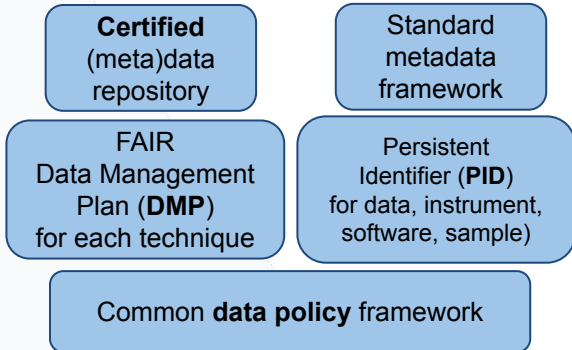 Certified
(meta)data
repository
Standard
metadata
framework
FAIR
Data Management
Plan (DMP)
for each technique
Persistent
Identifier (PID)
for data, instrument,
software, sample)
Common data policy framework